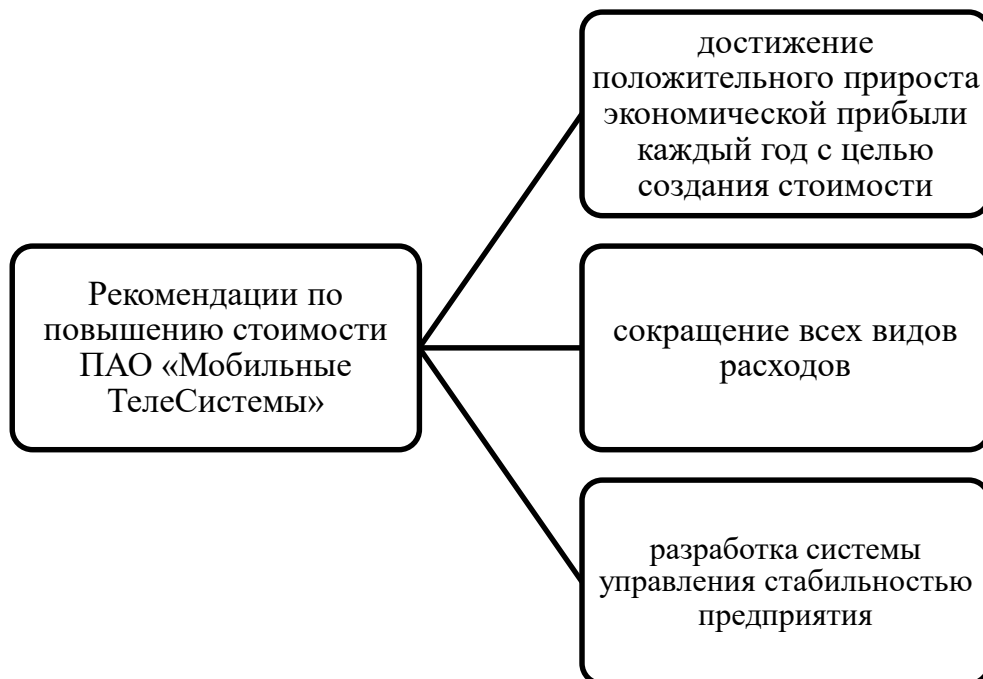 достижение
положительного прироста
экономической прибыли
каждый год с целью
создания стоимости
Рекомендации по
повышению стоимости
ПАО «Мобильные
ТелеСистемы»
сокращение всех видов
расходов
разработка системы
управления стабильностью
предприятия